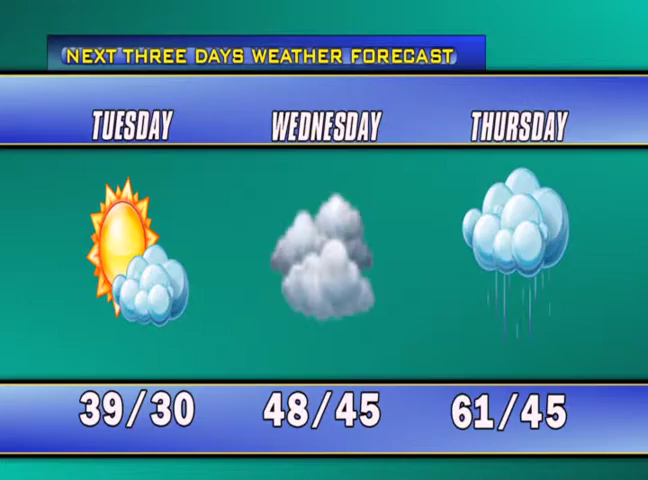 NEXT THREE DAYS WEATHER FORECAST
TUESDAY WEDNESDAY THURSDAY
39/30 48/45 61/45